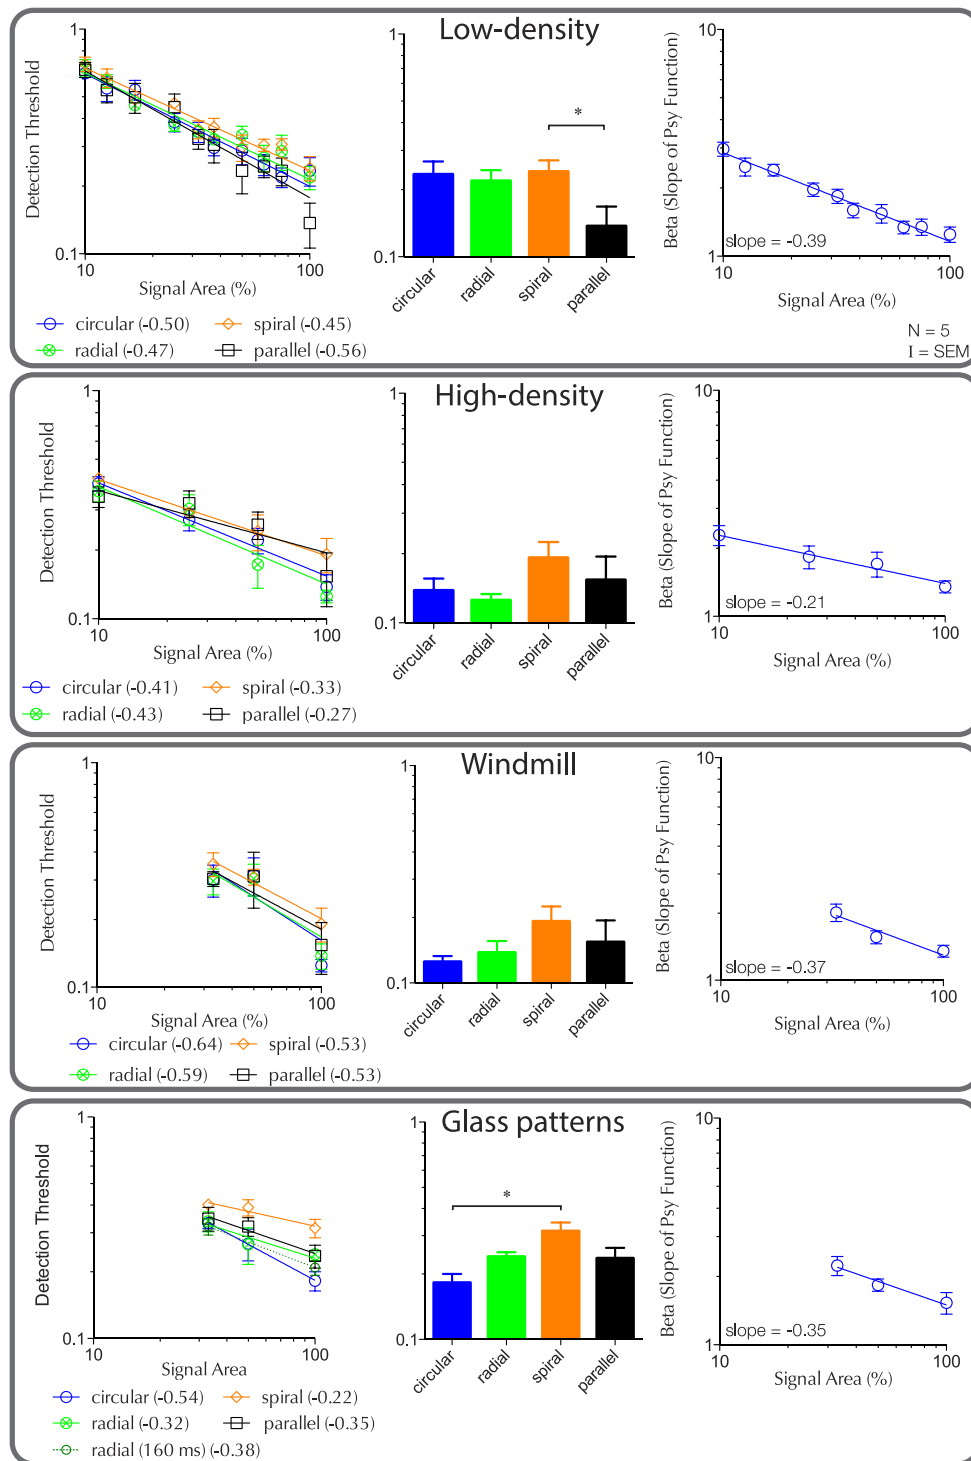 Low-density
1
0.1
Detection Threshold
10
100
Signal Area (%)
circular (-0.50)
spiral (-0.45)
radial (-0.47)
parallel (-0.56)
1
0.1
*
circular
radial
spiral
parallel
10
1
Beta (Slope of Psy Function)
slope = -0.39
10
100
Signal Area (%)
N = 5
I = SEM
High-density
1
0.1
Detection Threshold
10
100
Signal Area (%)
circular (-0.41)
spiral (-0.33)
radial (-0.43)
parallel (-0.27)
1
0.1
circular
radial
spiral
parallel
10
1
Beta (Slope of Psy Function)
slope = -0.21
10
100
Signal Area (%)
Windmill
1
0.1
Detection Threshold
10
100
Signal Area (%)
circular (-0.64)
spiral (-0.53)
radial (-0.59)
parallel (-0.53)
1
0.1
circular
radial
spiral
parallel
10
1
Beta (Slope of Psy Function)
slope = -0.37
10
100
Signal Area (%)
Glass patterns
1
0.1
Detection Threshold
10
100
Signal Area
circular (-0.54)
spiral (-0.22)
radial (-0.32)
parallel (-0.35)
radial (160 ms) (-0.38)
1
0.1
*
circular
radial
spiral
parallel
10
1
Beta (Slope of Psy Function)
slope = -0.35
10
100
Signal Area (%)